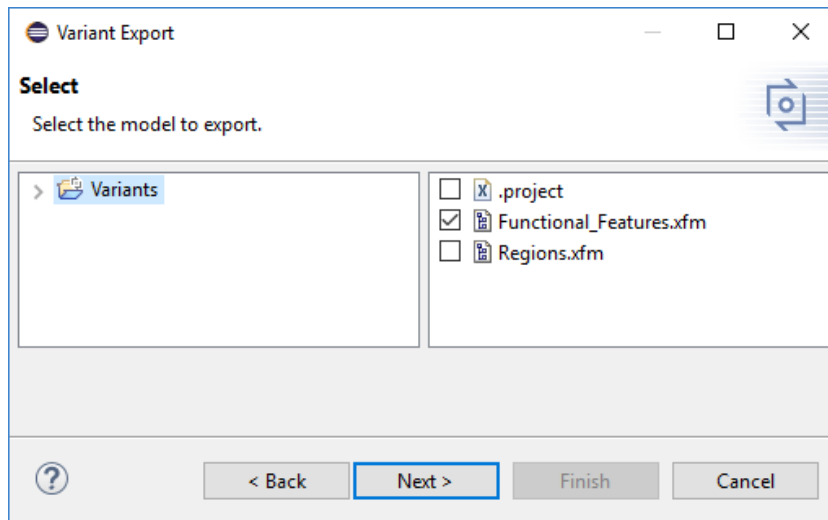 Variant Export
Select
Select the model to export.
Variants
.project
Functional_Features.xfm
Regions.xfm
< Back
Next >
Finish
Cancel